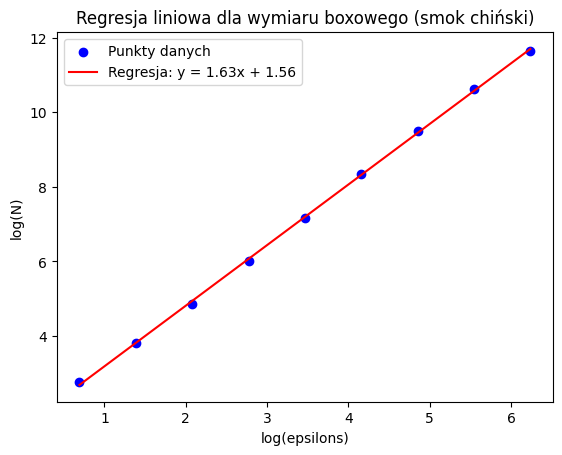 Regresja liniowa dla wymiaru boxowego (smok chiński)
Punkty danych
Regresja: y = 1.63x + 1.56
12
10
8
6
4
log(N)
1 2 3 4 5 6
log(epsilons)